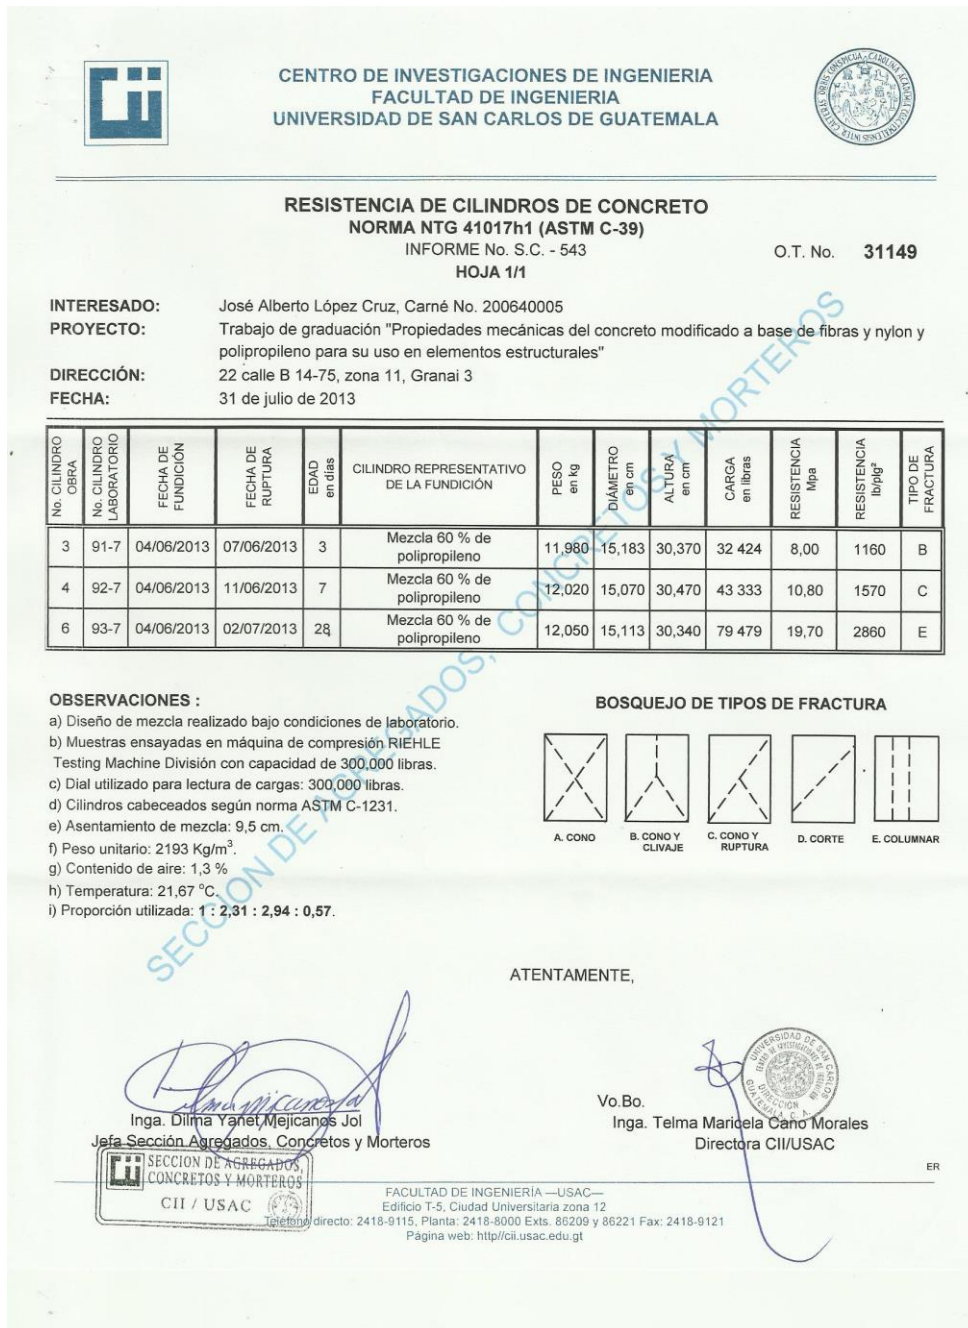 CENTRO DE INVESTIGACIONES DE INGENIERIA
FACULTAD DE INGENIERIA
UNIVERSIDAD DE SAN CARLOS DE GUATEMALA
RESISTENCIA DE CILINDROS DE CONCRETO
NORMA NTG 41017h1 (ASTM C-39)
INFORME No. S.C. - 543
O.T. No. 31149
HOJA 1/1
INTERESADO: José Alberto López Cruz, Carné No. 200640005
PROYECTO: Trabajo de graduación "Propiedades mecánicas del concreto modificado a base de fibras y nylon y
polipropileno para su uso en elementos estructurales"
DIRECCIÓN: 22 calle B 14-75, zona 11, Granai 3
FECHA: 31 de julio de 2013
No. CILINDRO OBRA No. CILINDRO LABORATORIO FECHA DE FUNDICIÓN FECHA DE RUPTURA EDAD en días CILINDRO REPRESENTATIVO DE LA FUNDICIÓN PESO en kg DIÁMETRO en cm ALTURA en cm CARGA en libras RESISTENCIA Mpa RESISTENCIA lb/plg² TIPO DE FRACTURA
3 91-7 04/06/2013 07/06/2013 3 Mezcla 60 % de polipropileno 11,980 15,183 30,370 32 424 8,00 1160 B
4 92-7 04/06/2013 11/06/2013 7 Mezcla 60 % de polipropileno 12,020 15,070 30,470 43 333 10,80 1570 C
6 93-7 04/06/2013 02/07/2013 28 Mezcla 60 % de polipropileno 12,050 15,113 30,340 79 479 19,70 2860 E
SECCION DE AGREGADOS, CONCRETOS Y MORTEROS
OBSERVACIONES :
a) Diseño de mezcla realizado bajo condiciones de laboratorio.
b) Muestras ensayadas en máquina de compresión RIEHLE
Testing Machine División con capacidad de 300,000 libras.
c) Dial utilizado para lectura de cargas: 300,000 libras.
d) Cilindros cabeceados según norma ASTM C-1231.
e) Asentamiento de mezcla: 9,5 cm.
f) Peso unitario: 2193 Kg/m³.
g) Contenido de aire: 1,3 %
h) Temperatura: 21,67 °C.
i) Proporción utilizada: 1 : 2,31 : 2,94 : 0,57.
BOSQUEJO DE TIPOS DE FRACTURA
A. CONO
B. CONO Y CLIVAJE
C. CONO Y RUPTURA
D. CORTE
E. COLUMNAR
ATENTAMENTE,
Inga. Dilma Yanet Mejicanos Jol
Jefa Sección Agregados, Concretos y Morteros
SECCION DE AGREGADOS,
CONCRETOS Y MORTEROS
CII / USAC
Vo.Bo.
Inga. Telma Maricela Cano Morales
Directora CII/USAC
ER
FACULTAD DE INGENIERÍA —USAC—
Edificio T-5, Ciudad Universitaria zona 12
Teléfono directo: 2418-9115, Planta: 2418-8000 Exts. 86209 y 86221 Fax: 2418-9121
Página web: http//cii.usac.edu.gt